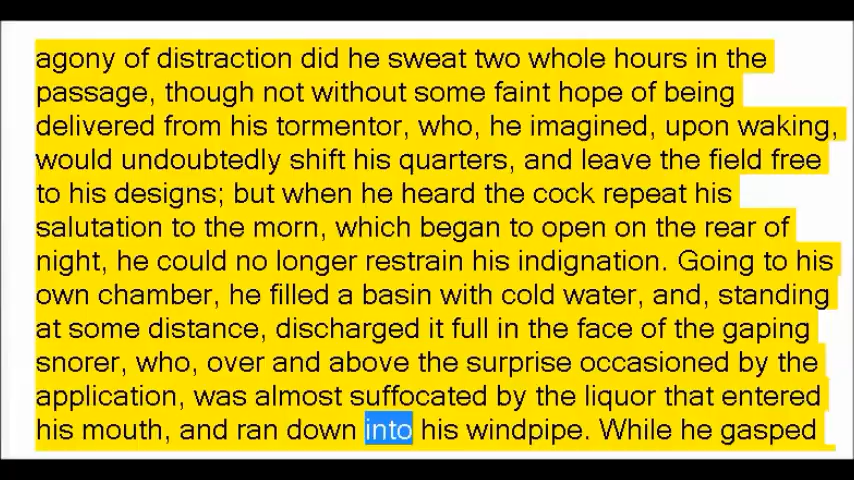 agony of distraction did he sweat two whole hours in the
passage, though not without some faint hope of being
delivered from his tormentor, who, he imagined, upon waking,
would undoubtedly shift his quarters, and leave the field free
to his designs; but when he heard the cock repeat his
salutation to the morn, which began to open on the rear of
night, he could no longer restrain his indignation. Going to his
own chamber, he filled a basin with cold water, and, standing
at some distance, discharged it full in the face of the gaping
snorer, who, over and above the surprise occasioned by the
application, was almost suffocated by the liquor that entered
his mouth, and ran down into his windpipe. While he gasped